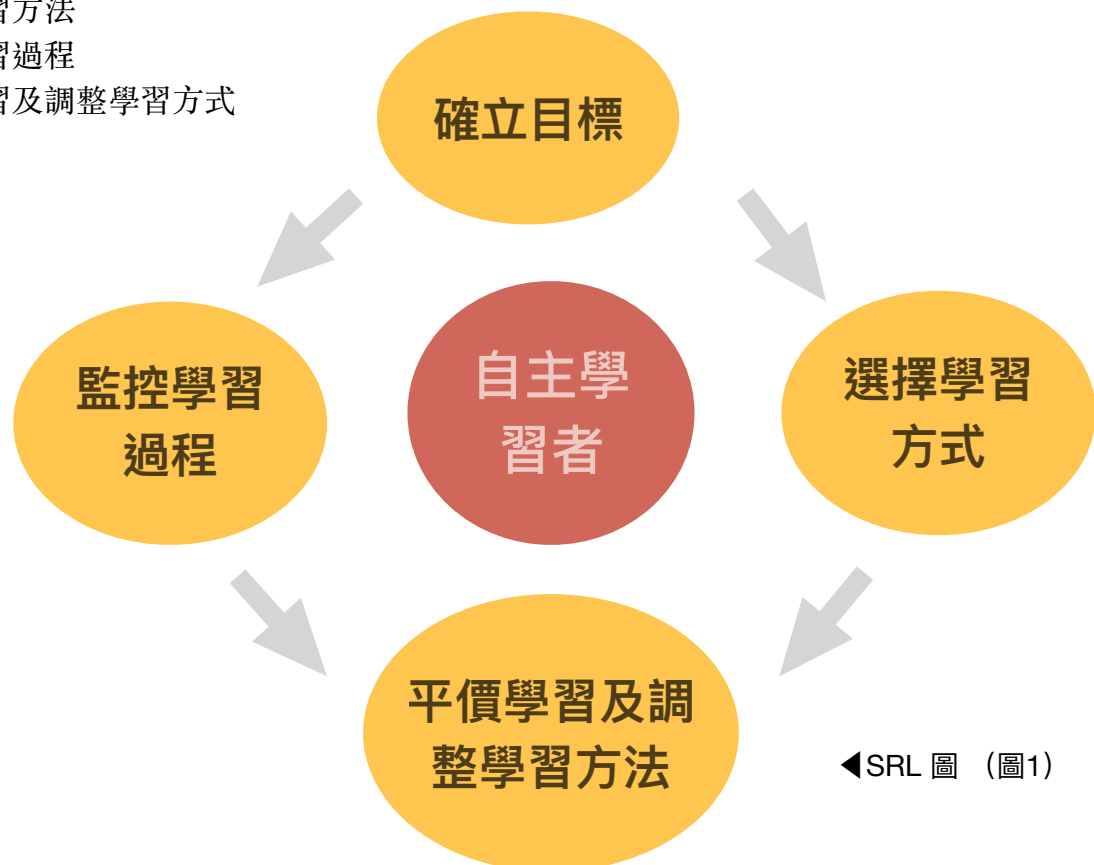 習方法
習過程
習及調整學習方式
確立目標
自主學
習者
監控學習
過程
選擇學習
方式
平價學習及調
整學習方法
◀SRL 圖 （圖1）